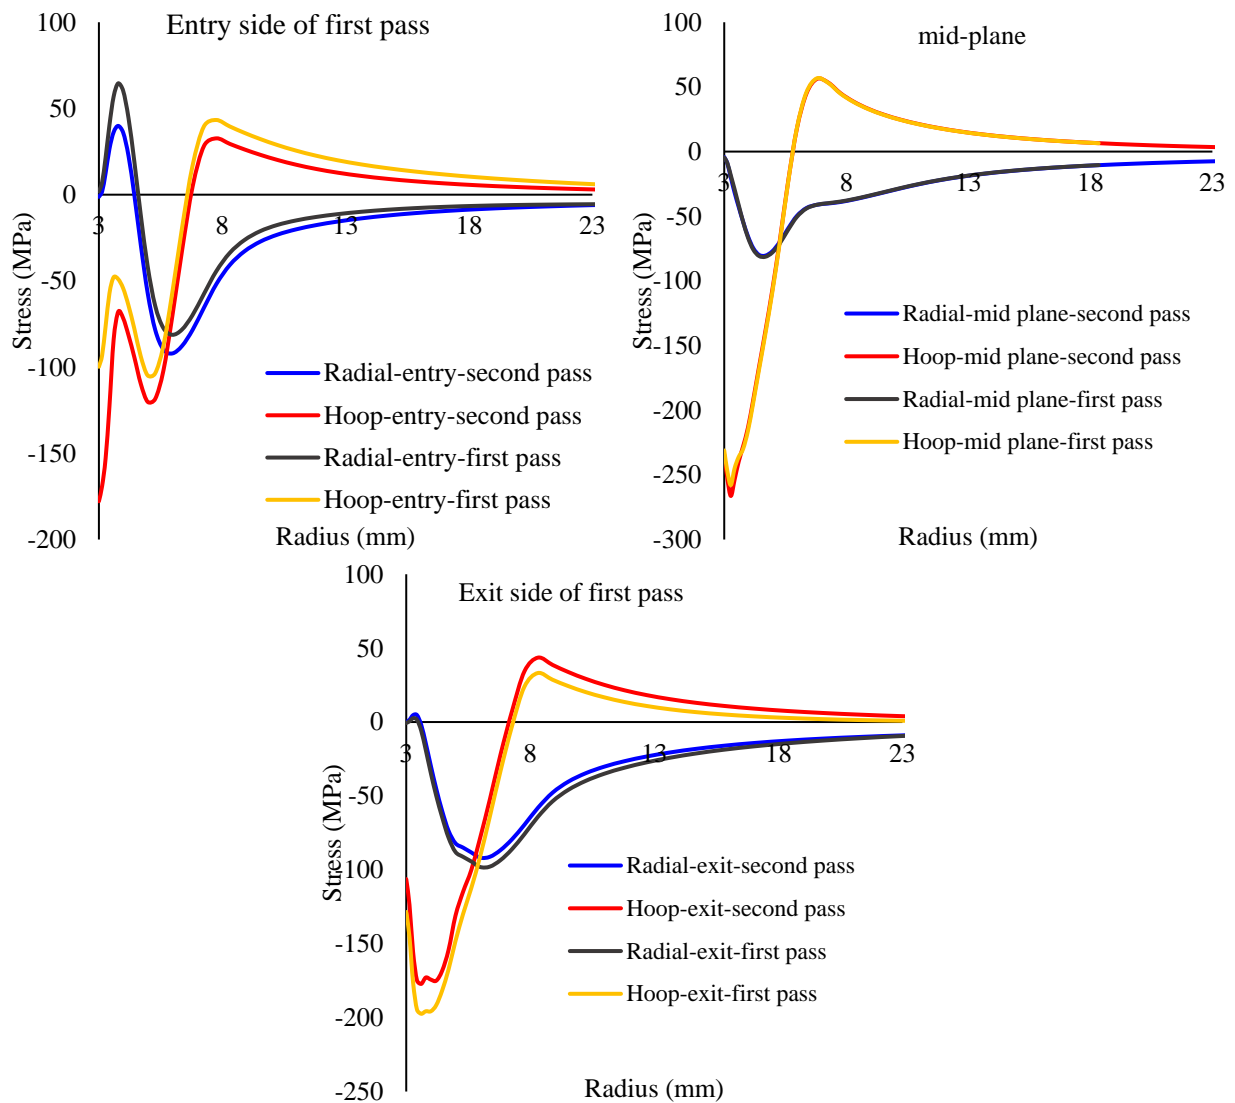 Entry side of first pass
100
50
0
-50
-100
-150
-200
3
8
13
18
23
Stress (MPa)
Radial-entry-second pass
Hoop-entry-second pass
Radial-entry-first pass
Hoop-entry-first pass
Radius (mm)
mid-plane
100
50
0
-50
-100
-150
-200
-250
-300
3
8
13
18
23
Stress (MPa)
Radial-mid plane-second pass
Hoop-mid plane-second pass
Radial-mid plane-first pass
Hoop-mid plane-first pass
Radius (mm)
Exit side of first pass
100
50
0
-50
-100
-150
-200
-250
3
8
13
18
23
Stress (MPa)
Radial-exit-second pass
Hoop-exit-second pass
Radial-exit-first pass
Hoop-exit-first pass
Radius (mm)